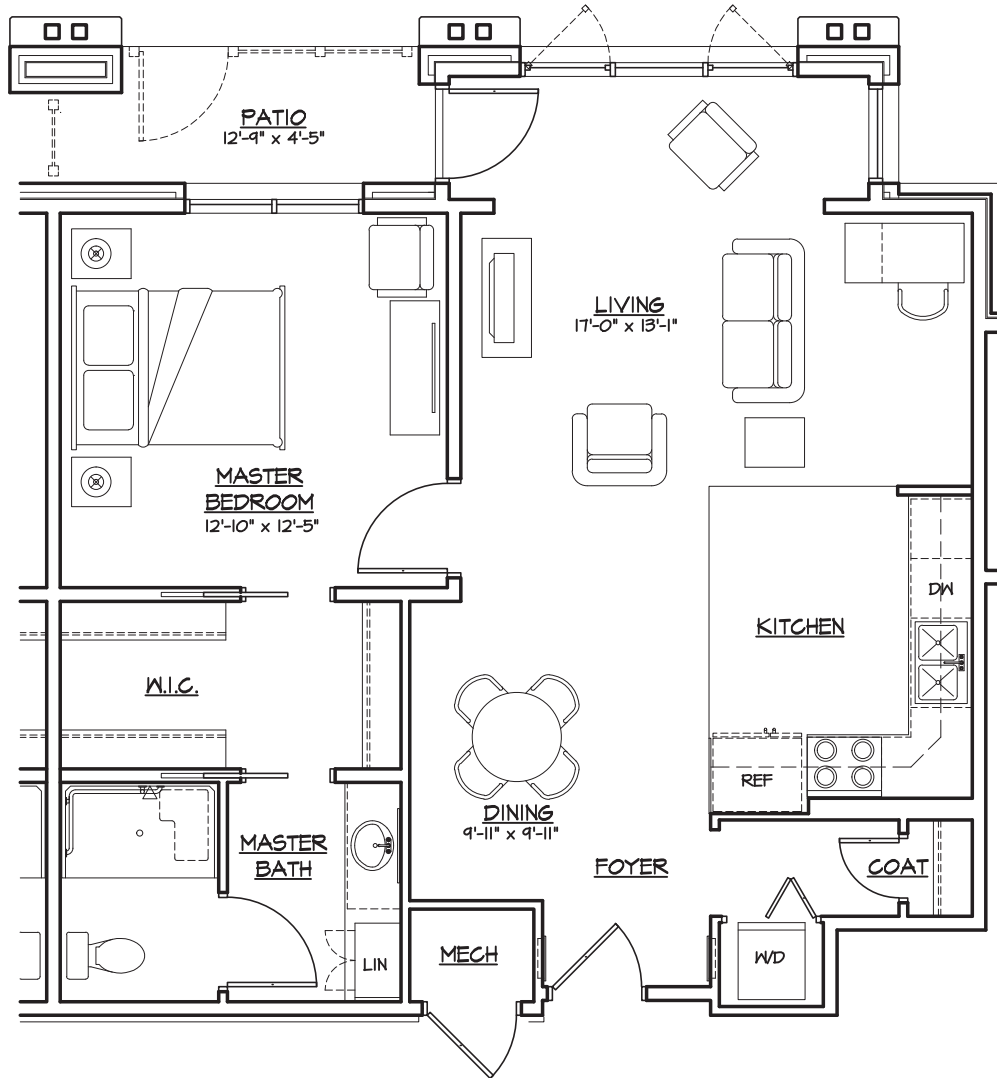 PATIO
12'-9" x 4'-5"
LIVING
17'-0" x 13'-1"
MASTER
BEDROOM
12'-10" x 12'-5"
DW
KITCHEN
W.I.C.
REF
DINING
9'-11" x 9'-11"
MASTER
BATH
FOYER
COAT
MECH
W/D
LIN